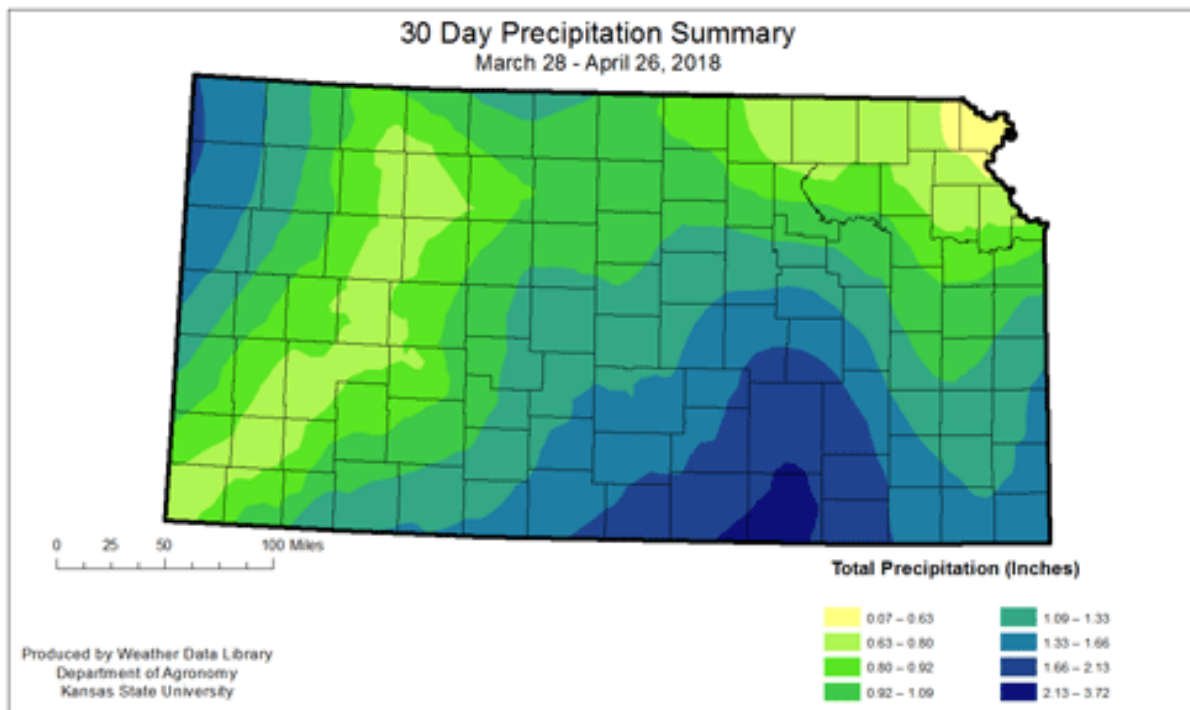 30 Day Precipitation Summary
March 28 - April 26, 2018
0 25 50 100 Miles
Total Precipitation (Inches)
0.07 – 0.63
0.63 – 0.80
0.80 – 0.92
0.92 – 1.09
1.09 – 1.33
1.33 – 1.66
1.66 – 2.13
2.13 – 3.72
Produced by Weather Data Library
Department of Agronomy
Kansas State University